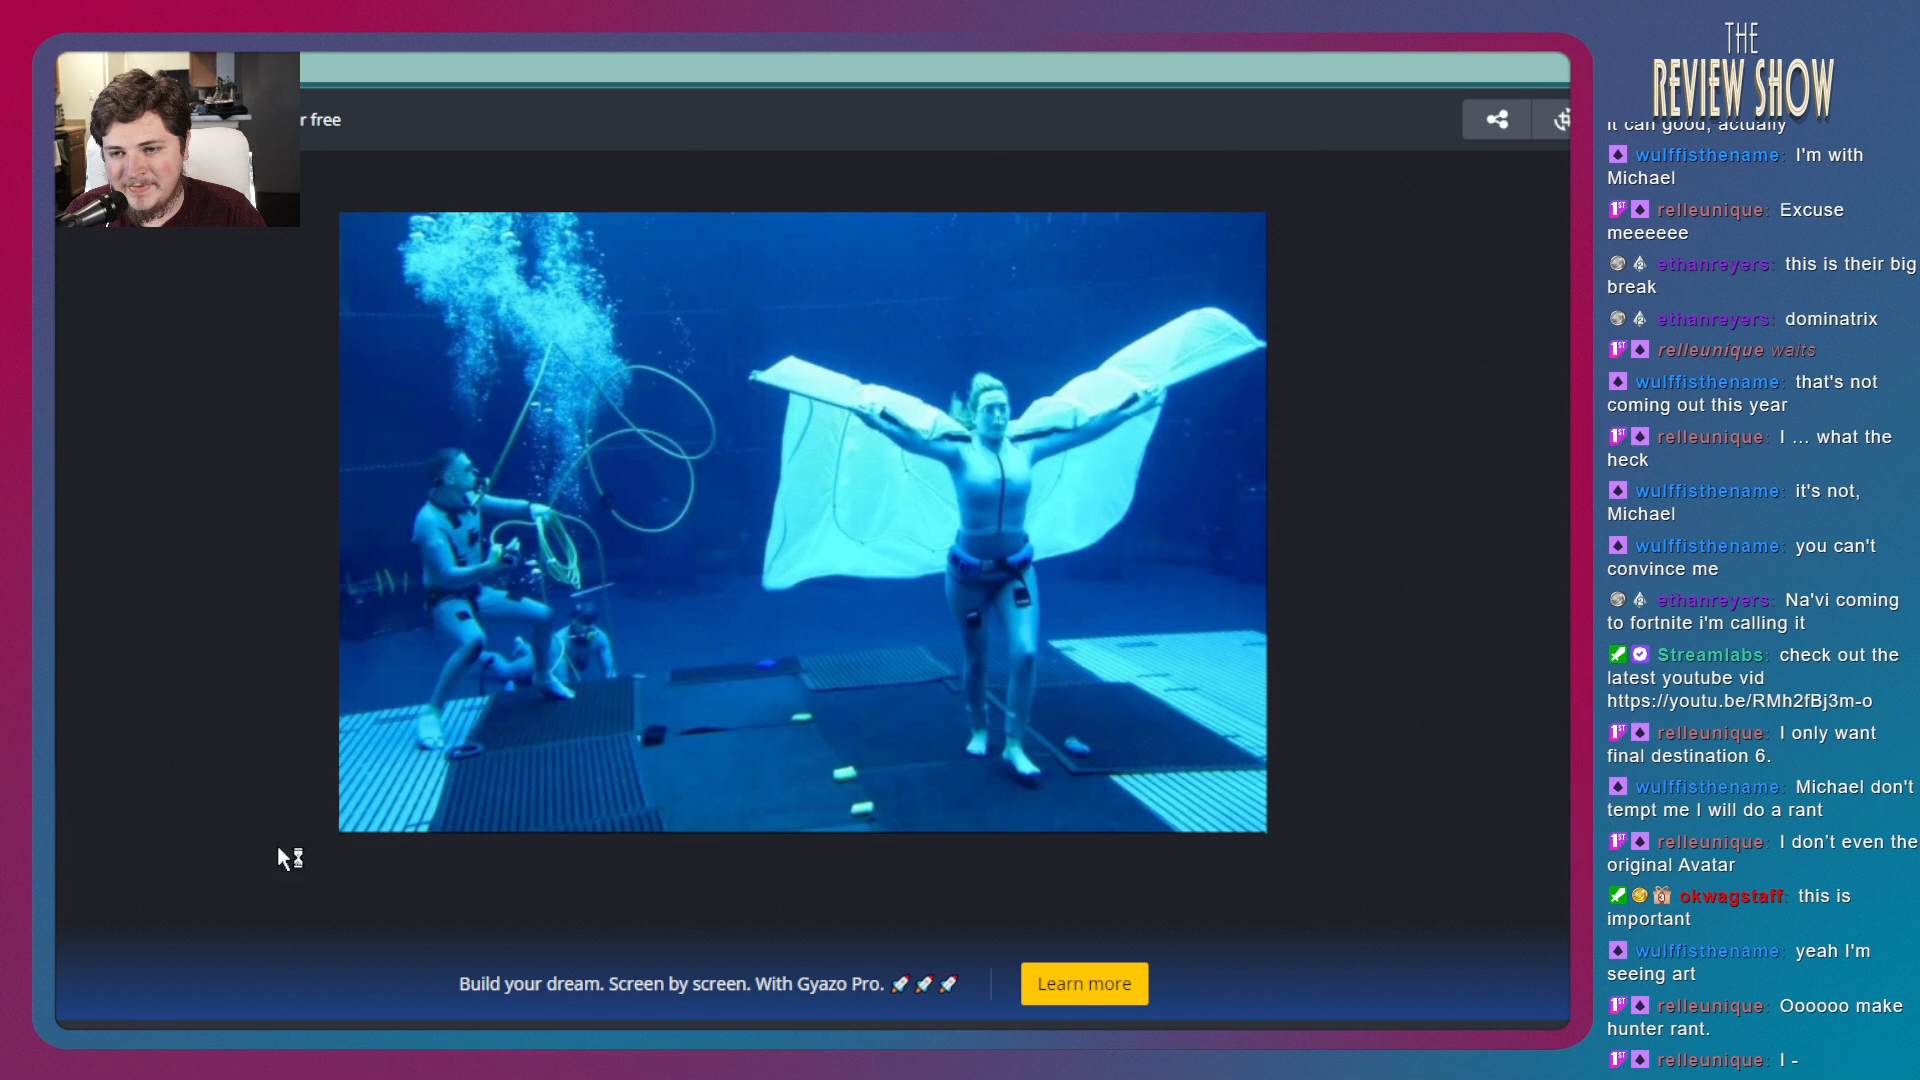 THE
REVIEW SHOW
r free
it can good, actually
wulffisthename: I'm with
Michael
relleunique: Excuse
meeeeee
ethanreyers: this is their big
break
ethanreyers: dominatrix
relleunique waits
wulffisthename: that's not
coming out this year
relleunique: I ... what the
heck
wulffisthename: it's not,
Michael
wulffisthename: you can't
convince me
ethanreyers: Na'vi coming
to fortnite i'm calling it
Streamlabs: check out the
latest youtube vid
https://youtu.be/RMh2fBj3m-o
relleunique: I only want
final destination 6.
wulffisthename: Michael don't
tempt me I will do a rant
relleunique: I don’t even the
original Avatar
okwagstaff: this is
important
wulffisthename: yeah I'm
seeing art
relleunique: Oooooo make
hunter rant.
relleunique: I -
Build your dream. Screen by screen. With Gyazo Pro. 🚀 🚀 🚀
Learn more